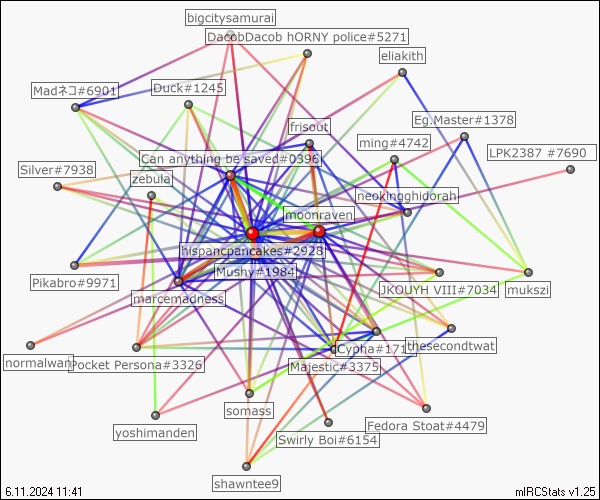 bigcitysamurai
DacobDacob hORNY police#5271
eliakith
Madネコ#6901
Duck#1245
Eg.Master#1378
frisout
ming#4742
LPK2387 #7690
Can anything be saved#0396
Silver#7938
zebula
neokingghidorah
moonraven
hispancpancakes#2928
Mushy#1984
Pikabro#9971
JKOUYH VIII#7034
mukszi
marcemadness
thesecondtwat
Cypha#171
normalwan
Pocket Persona#3326
Majestic#3375
somass
yoshimanden
Fedora Stoat#4479
Swirly Boi#6154
shawntee9
6.11.2024 11:41
mIRCStats v1.25